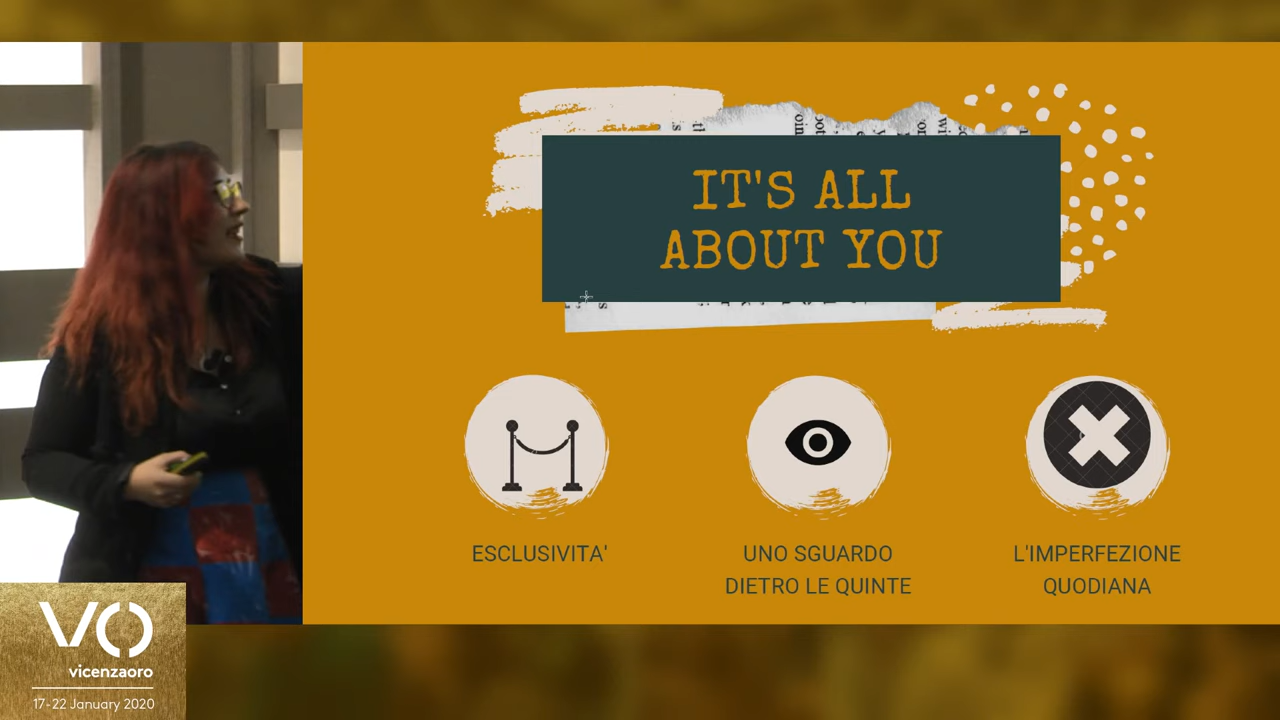 IT'S ALL
ABOUT YOU
ESCLUSIVITA'
UNO SGUARDO
DIETRO LE QUINTE
L'IMPERFEZIONE
QUODIANA
VO
vicenzaoro
17-22 January 2020